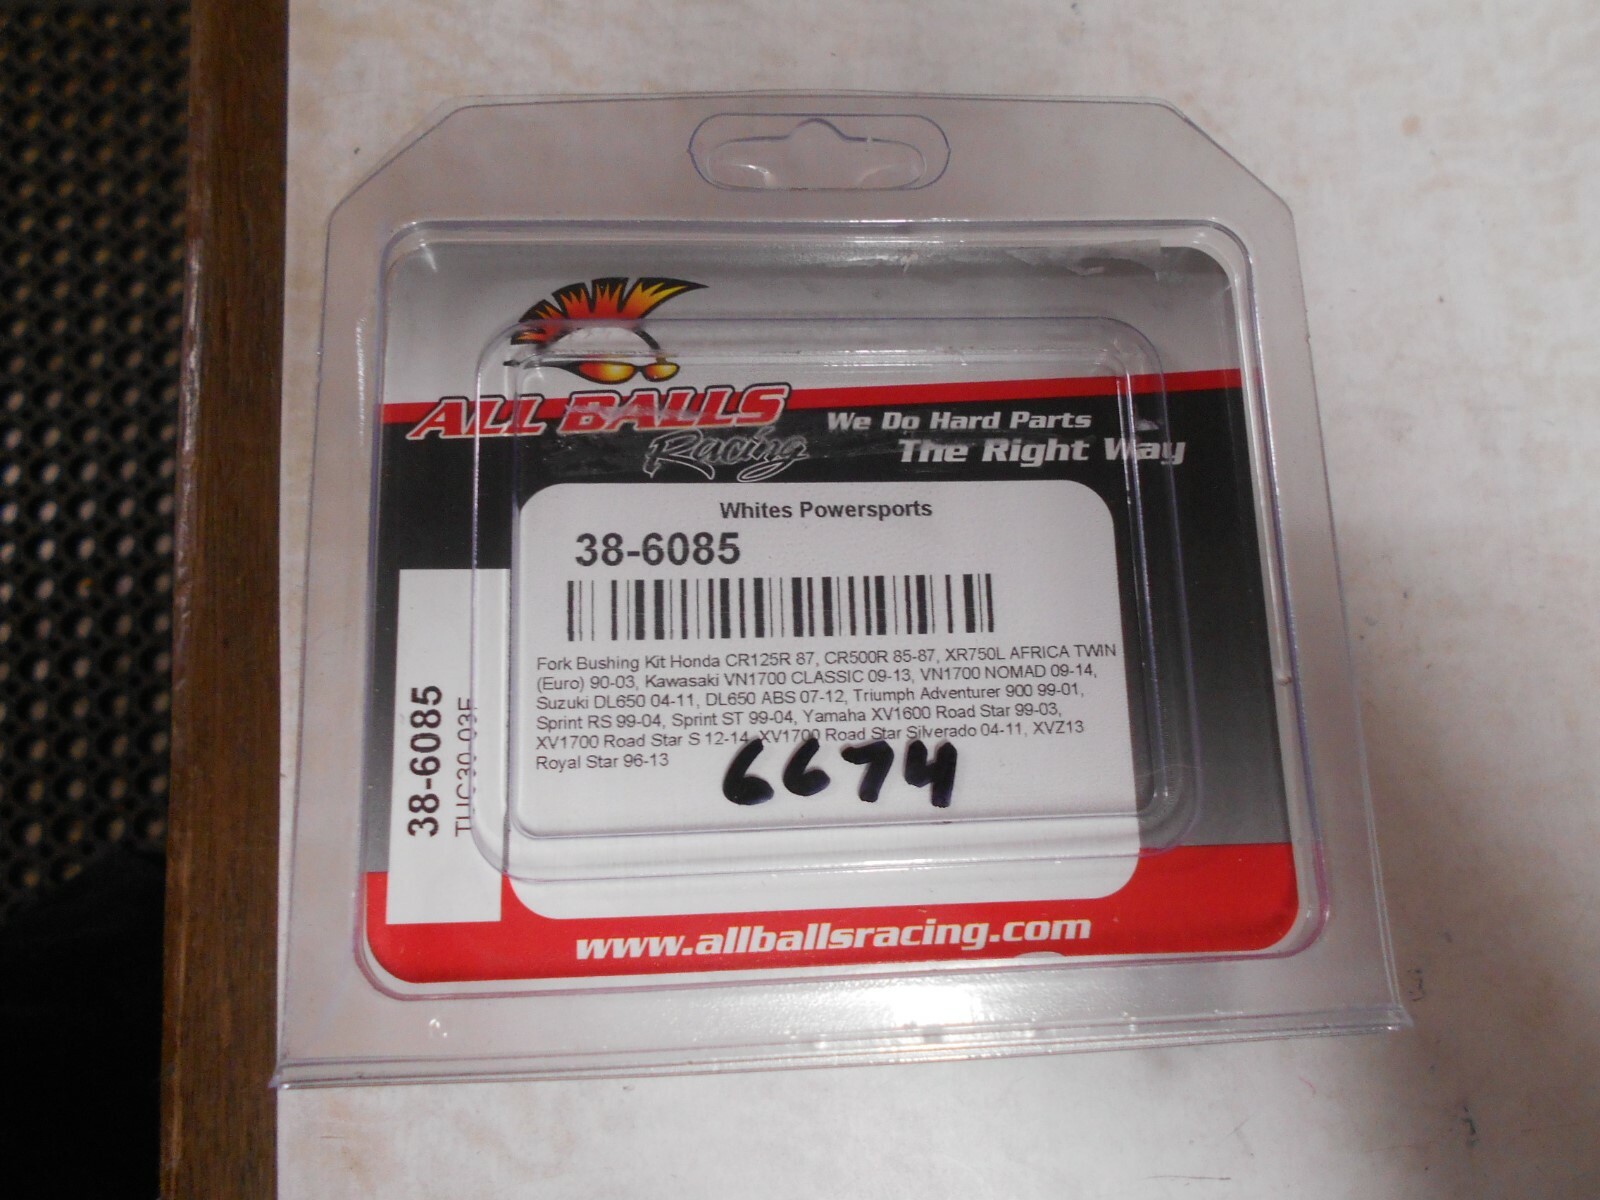 ALL BALLS
Racing
We Do Hard Parts
The Right Way
Whites Powersports
38-6085
Fork Bushing Kit Honda CR125R 87, CR500R 85-87, XR750L AFRICA TWIN
(Euro) 90-03, Kawasaki VN1700 CLASSIC 09-13, VN1700 NOMAD 09-14,
Suzuki DL650 04-11, DL650 ABS 07-12, Triumph Adventurer 900 99-01,
Sprint RS 99-04, Sprint ST 99-04, Yamaha XV1600 Road Star 99-03,
XV1700 Road Star S 12-14, XV1700 Road Star Silverado 04-11, XVZ13
Royal Star 96-13
6674
38-6085
www.allballsracing.com